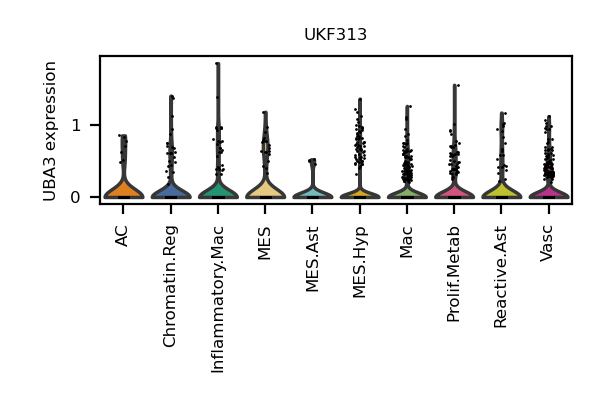 UKF313
UBA3 expression
1
0
AC
Chromatin.Reg
Inflammatory.Mac
MES
MES.Ast
MES.Hyp
Mac
Prolif.Metab
Reactive.Ast
Vasc